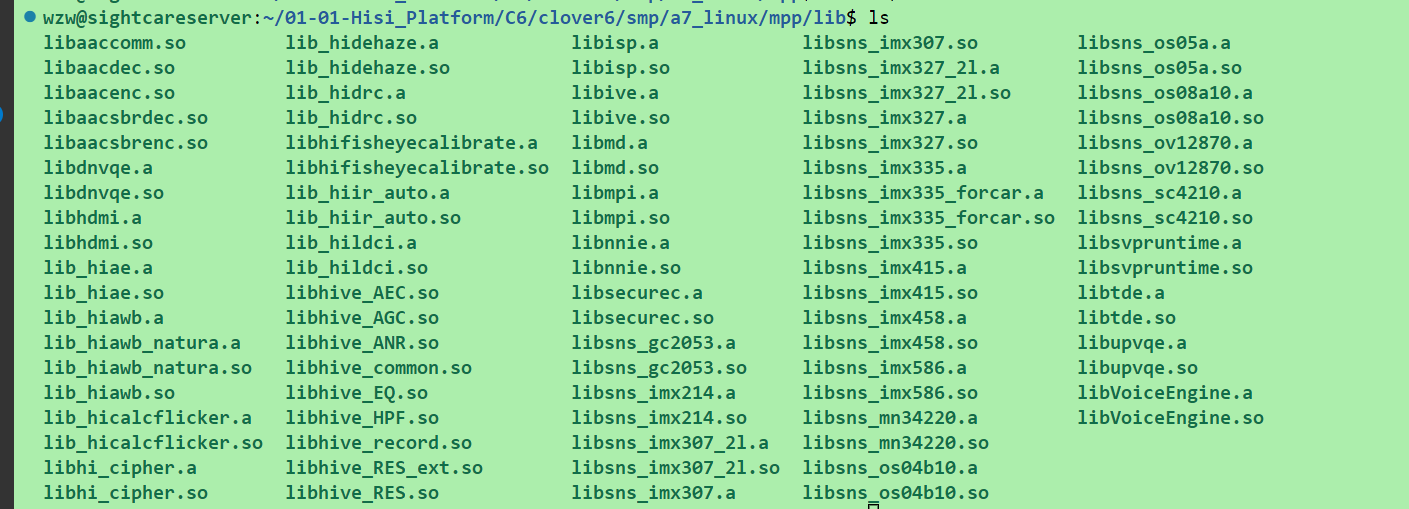 wzw@sightcareserver:~/01-01-Hisi_Platform/C6/clover6/smp/a7_linux/mpp/lib$ ls
libaaccomm.so lib_hidehaze.a libisp.a libsns_imx307.so libsns_os05a.a
libaacdec.so lib_hidehaze.so libisp.so libsns_imx327_2l.a libsns_os05a.so
libaacenc.so lib_hidrc.a libive.a libsns_imx327_2l.so libsns_os08a10.a
libaacsbrdec.so lib_hidrc.so libive.so libsns_imx327.a libsns_os08a10.so
libaacsbrenc.so libhifisheyecalibrate.a libmd.a libsns_imx327.so libsns_ov12870.a
libdnvqe.a libhifisheyecalibrate.so libmd.so libsns_imx335.a libsns_ov12870.so
libdnvqe.so lib_hiir_auto.a libmpi.a libsns_imx335_forcar.a libsns_sc4210.a
libhdmi.a lib_hiir_auto.so libmpi.so libsns_imx335_forcar.so libsns_sc4210.so
libhdmi.so lib_hildci.a libnnie.a libsns_imx335.so libsvpruntime.a
lib_hiae.a lib_hildci.so libnnie.so libsns_imx415.a libsvpruntime.so
lib_hiae.so libhive_AEC.so libsecurec.a libsns_imx415.so libtde.a
lib_hiawb.a libhive_AGC.so libsecurec.so libsns_imx458.a libtde.so
lib_hiawb_natura.a libhive_ANR.so libsns_gc2053.a libsns_imx458.so libupvqe.a
lib_hiawb_natura.so libhive_common.so libsns_gc2053.so libsns_imx586.a libupvqe.so
lib_hiawb.so libhive_EQ.so libsns_imx214.a libsns_imx586.so libVoiceEngine.a
lib_hicalcflicker.a libhive_HPF.so libsns_imx214.so libsns_mn34220.a libVoiceEngine.so
lib_hicalcflicker.so libhive_record.so libsns_imx307_2l.a libsns_mn34220.so
libhi_cipher.a libhive_RES_ext.so libsns_imx307_2l.so libsns_os04b10.a
libhi_cipher.so libhive_RES.so libsns_imx307.a libsns_os04b10.so